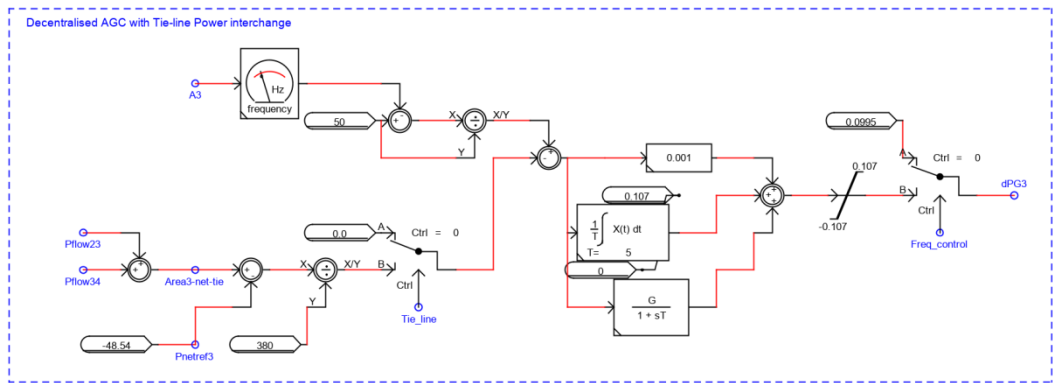 Decentralised AGC with Tie-line Power interchange
Hz
frequency
A3
50
X
X/Y
Y
0.001
0.107
1
T
X(t) dt
T= 5
0
G
1 + sT
0.0995
A
Ctrl = 0
0.107
B
-0.107
Ctrl
dPG3
Freq_control
Pflow23
Pflow34
Area3-net-tie
0.0
A
Ctrl = 0
X
X/Y
B
Y
Ctrl
Tie_line
-48.54
Pnetref3
380